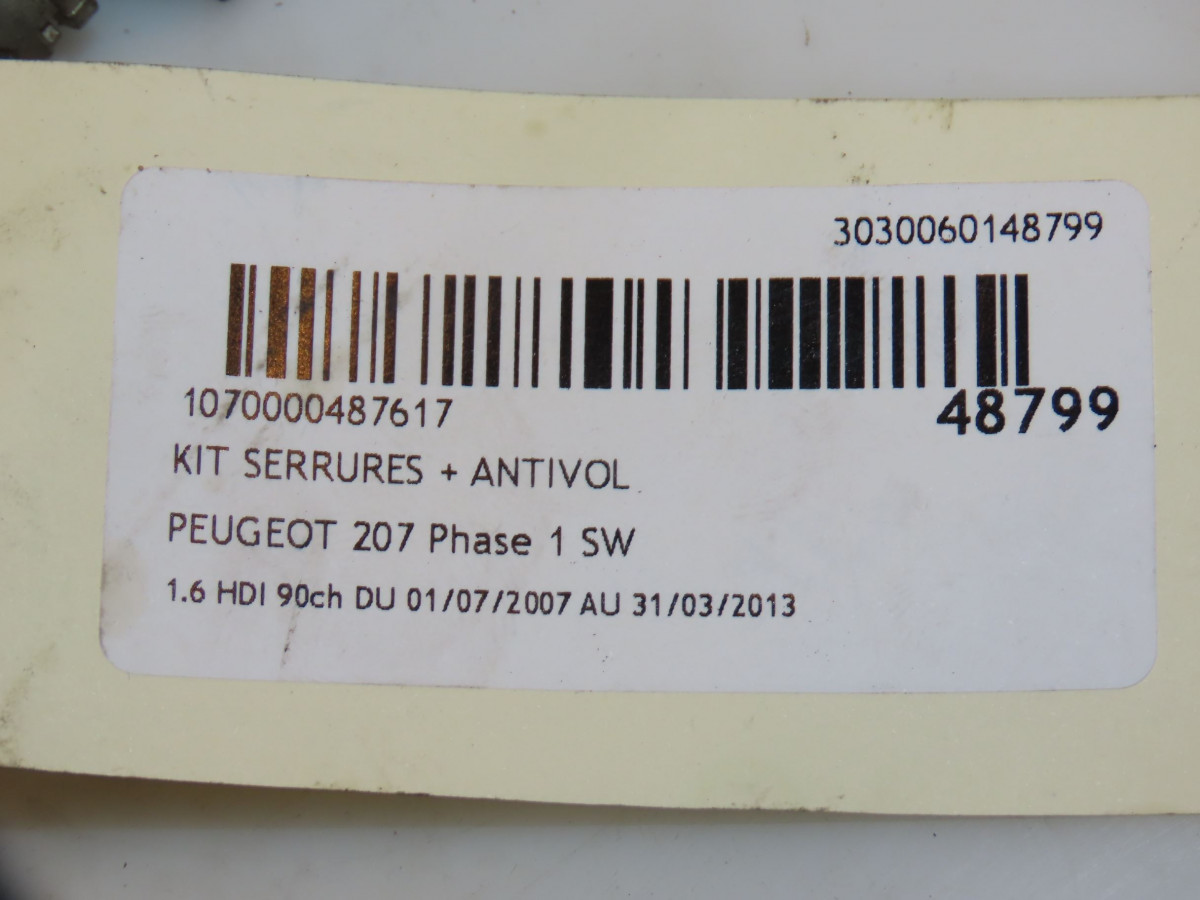 3030060148799
1070000487617
48799
KIT SERRURES + ANTIVOL
PEUGEOT 207 Phase 1 SW
1.6 HDI 90ch DU 01/07/2007 AU 31/03/2013